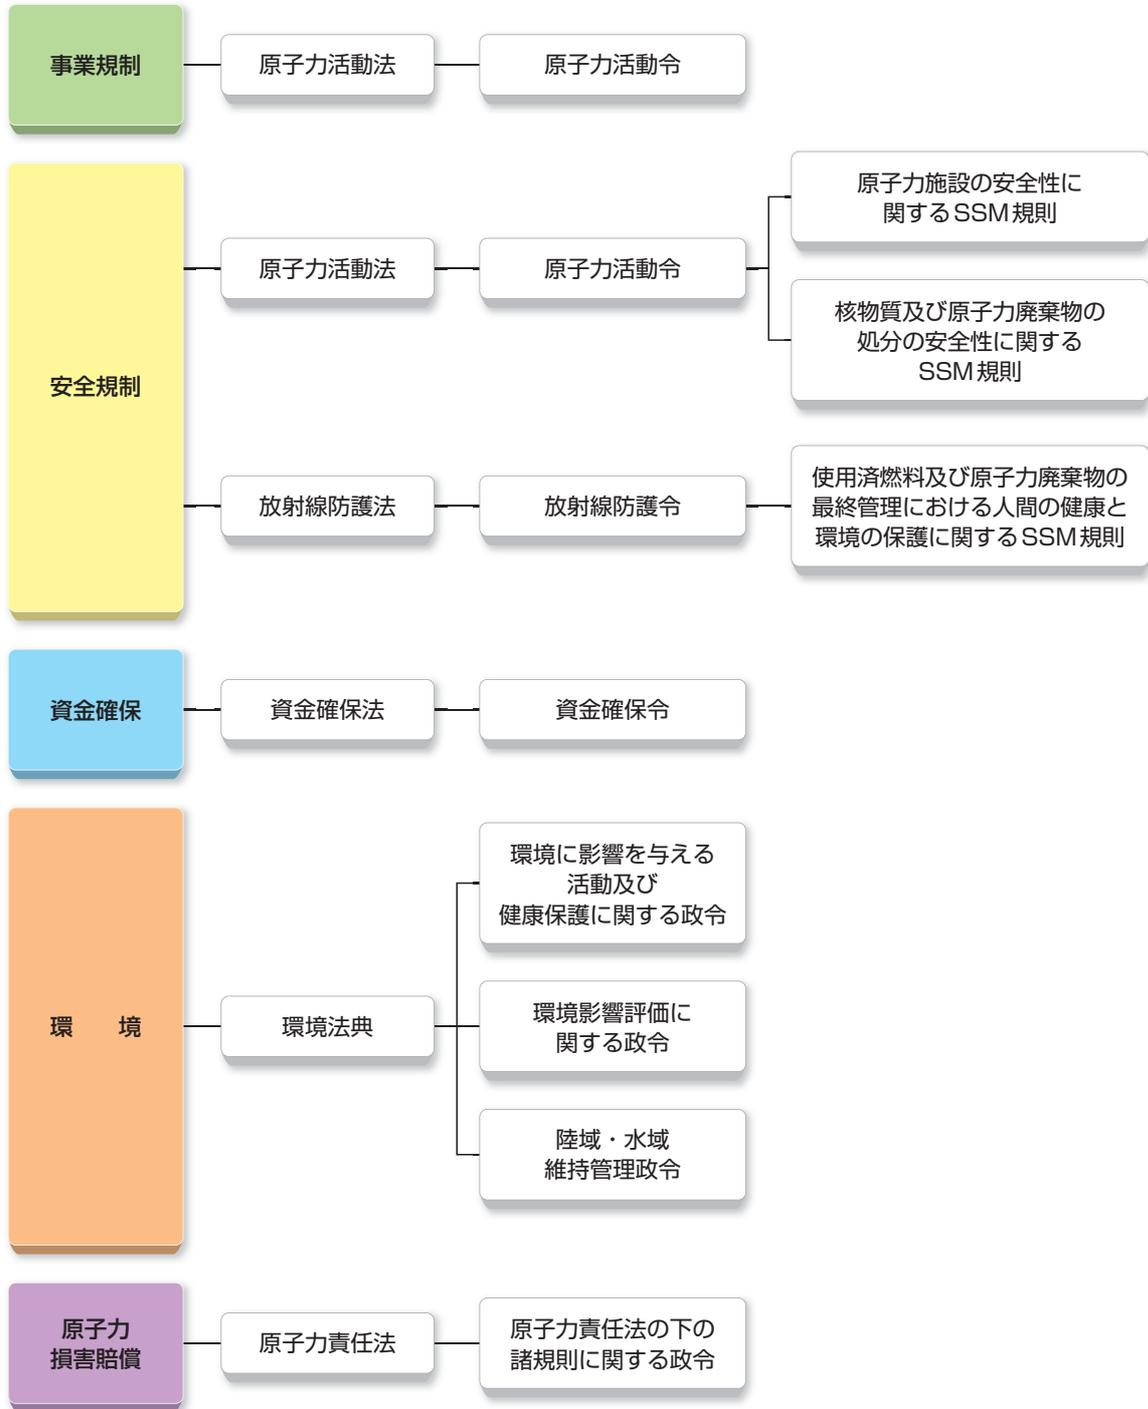 事業規制
原子力活動法
原子力活動令
安全規制
原子力活動法
原子力活動令
原子力施設の安全性に
関するSSM規則
核物質及び原子力廃棄物の
処分の安全性に関する
SSM規則
放射線防護法
放射線防護令
使用済燃料及び原子力廃棄物の
最終管理における人間の健康と
環境の保護に関するSSM規則
資金確保
資金確保法
資金確保令
環　　境
環境法典
環境に影響を与える
活動及び
健康保護に関する政令
環境影響評価に
関する政令
陸域・水域
維持管理政令
原子力
損害賠償
原子力責任法
原子力責任法の下の
諸規則に関する政令